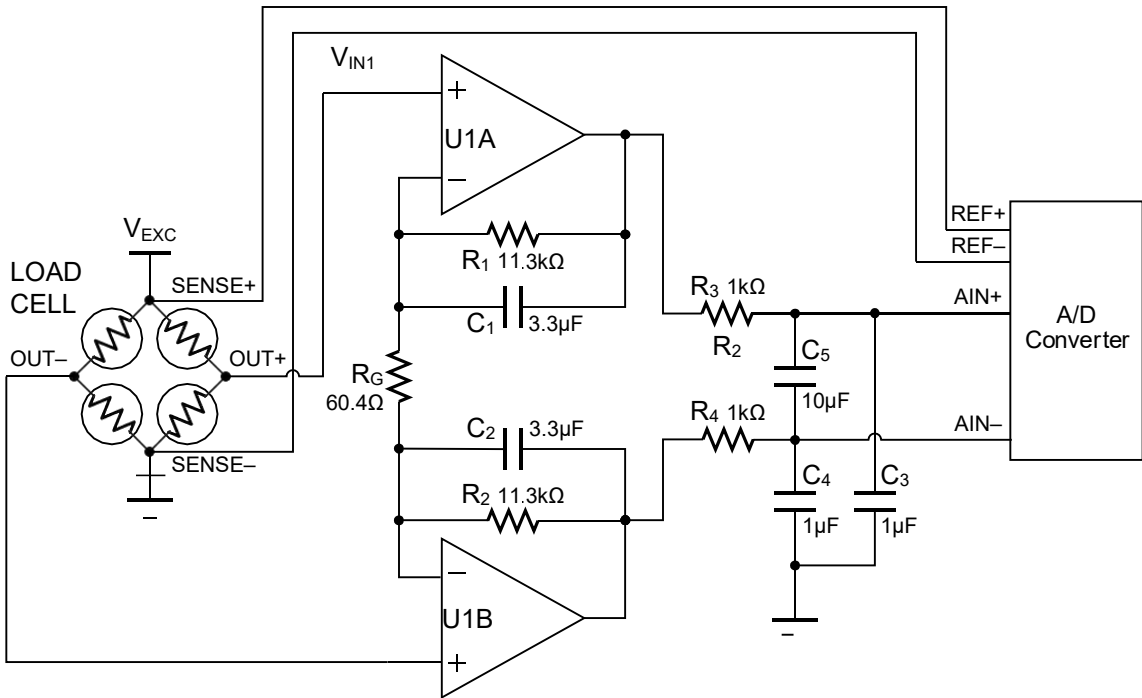 V_IN1
+
U1A
−
REF+
REF–
V_EXC
SENSE+
LOAD
CELL
R1 11.3kΩ
R3 1kΩ
AIN+
A/D
Converter
C1 3.3µF
R2
C5
OUT–
OUT+
RG
60.4Ω
10µF
R4 1kΩ
AIN–
C2 3.3µF
SENSE–
C4
C3
R2 11.3kΩ
1µF
1µF
−
U1B
+